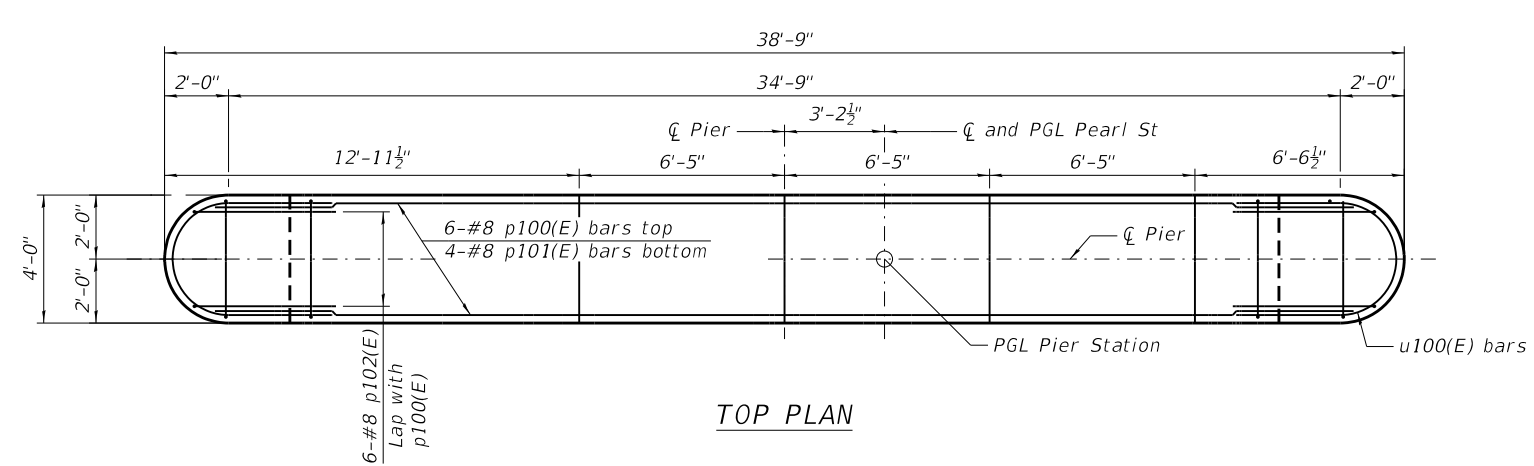 38'-9"
2'-0"
34'-9"
2'-0"
3'-2½"
℄ Pier
℄ and PGL Pearl St
12'-11½"
6'-5"
6'-5"
6'-5"
6'-6½"
4'-0"
2'-0"
2'-0"
6-#8 p100(E) bars top
4-#8 p101(E) bars bottom
℄ Pier
PGL Pier Station
u100(E) bars
6-#8 p102(E)
Lap with
p100(E)
TOP PLAN